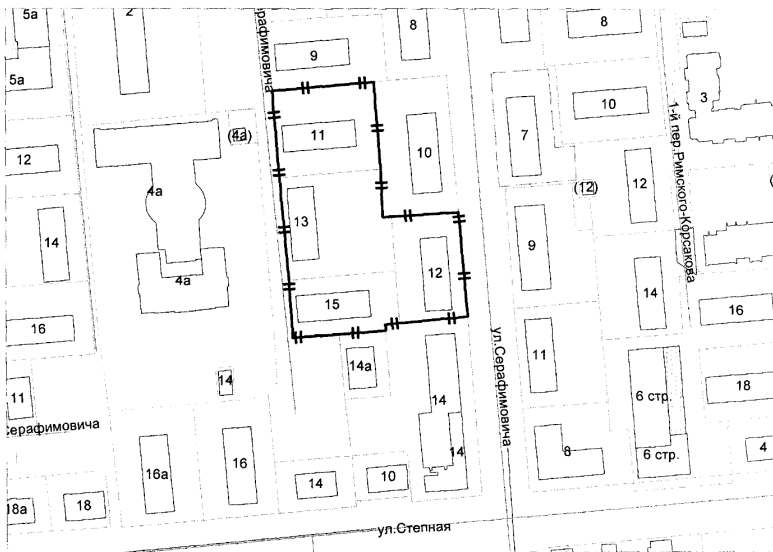 5а
2
Серафимовича
9
8
8
5а
(4а)
11
10
7
10
3
1-й пер.Римского-Корсакова
12
4а
(12)
12
14
13
9
12
4а
15
14
16
16
14а
11
ул.Серафимовича
11
14
14
6 стр.
18
Серафимовича
16а
16
14
8
6 стр.
4
14
10
18а
18
ул.Степная